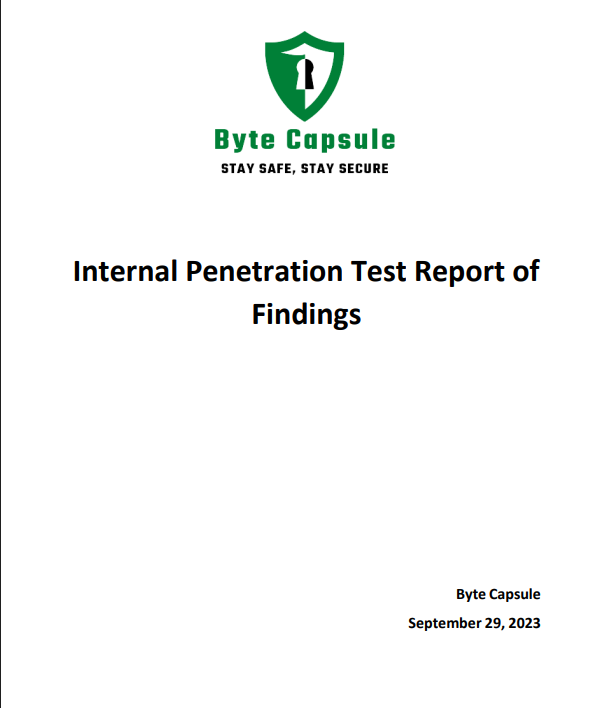 Byte Capsule
STAY SAFE, STAY SECURE
Internal Penetration Test Report of
Findings
Byte Capsule
September 29, 2023